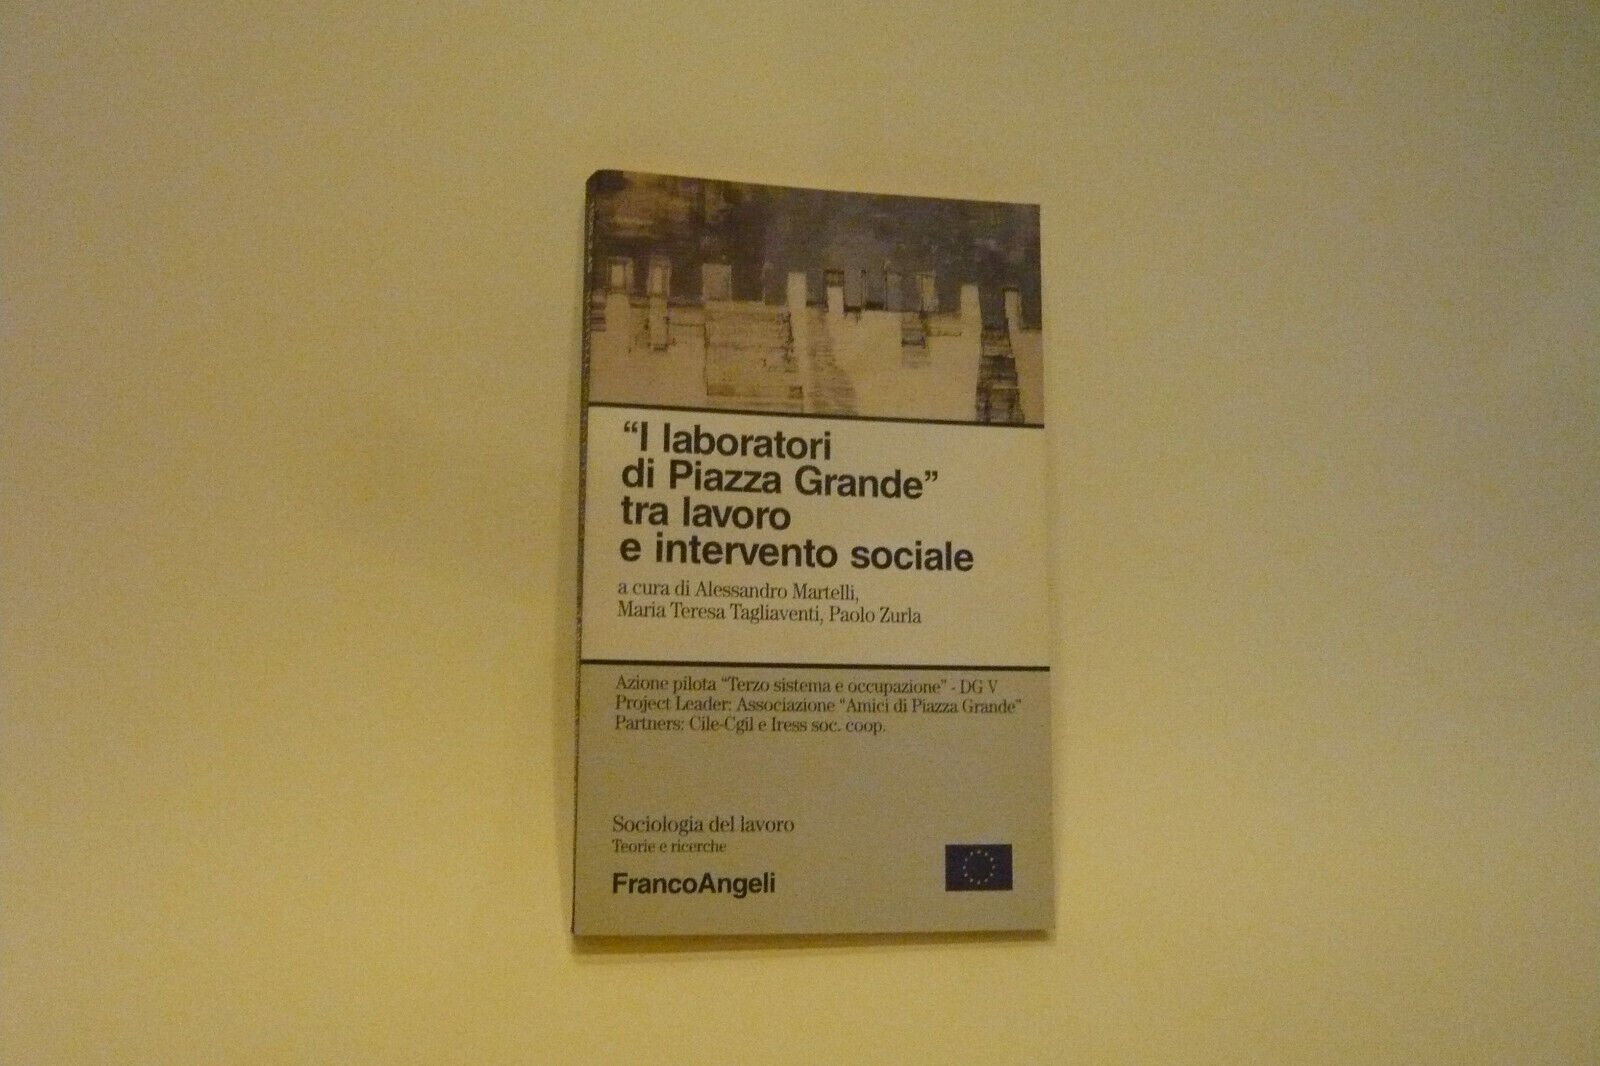 “I laboratori
di Piazza Grande”
tra lavoro
e intervento sociale
a cura di Alessandro Martelli,
Maria Teresa Tagliaventi, Paolo Zurla
Azione pilota “Terzo sistema e occupazione” - DG V
Project Leader: Associazione “Amici di Piazza Grande”
Partners: Cile-Cgil e Iress soc. coop.
Sociologia del lavoro
Teorie e ricerche
FrancoAngeli